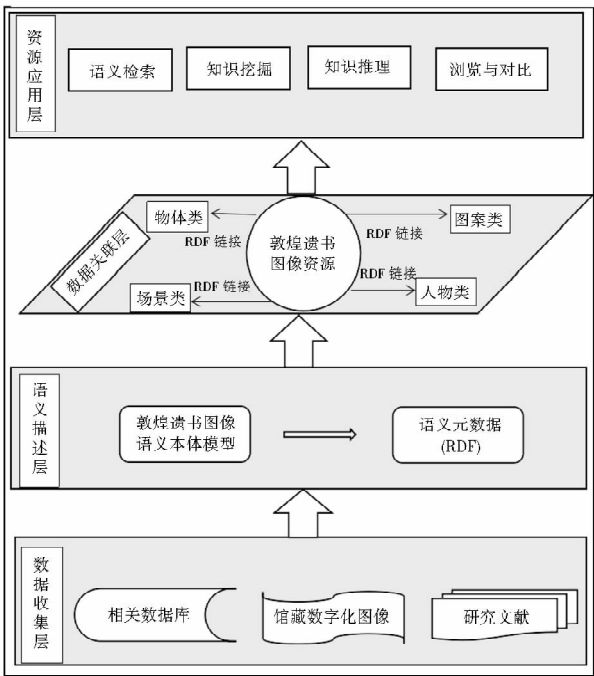 资源应用层
语义检索
知识挖掘
知识推理
浏览与对比
数据关联层
物体类
RDF 链接
图案类
RDF 链接
敦煌遗书
图像资源
场景类
RDF 链接
人物类
RDF 链接
语义描述层
敦煌遗书图像
语义本体模型
语义元数据
(RDF)
数据收集层
相关数据库
馆藏数字化图像
研究文献